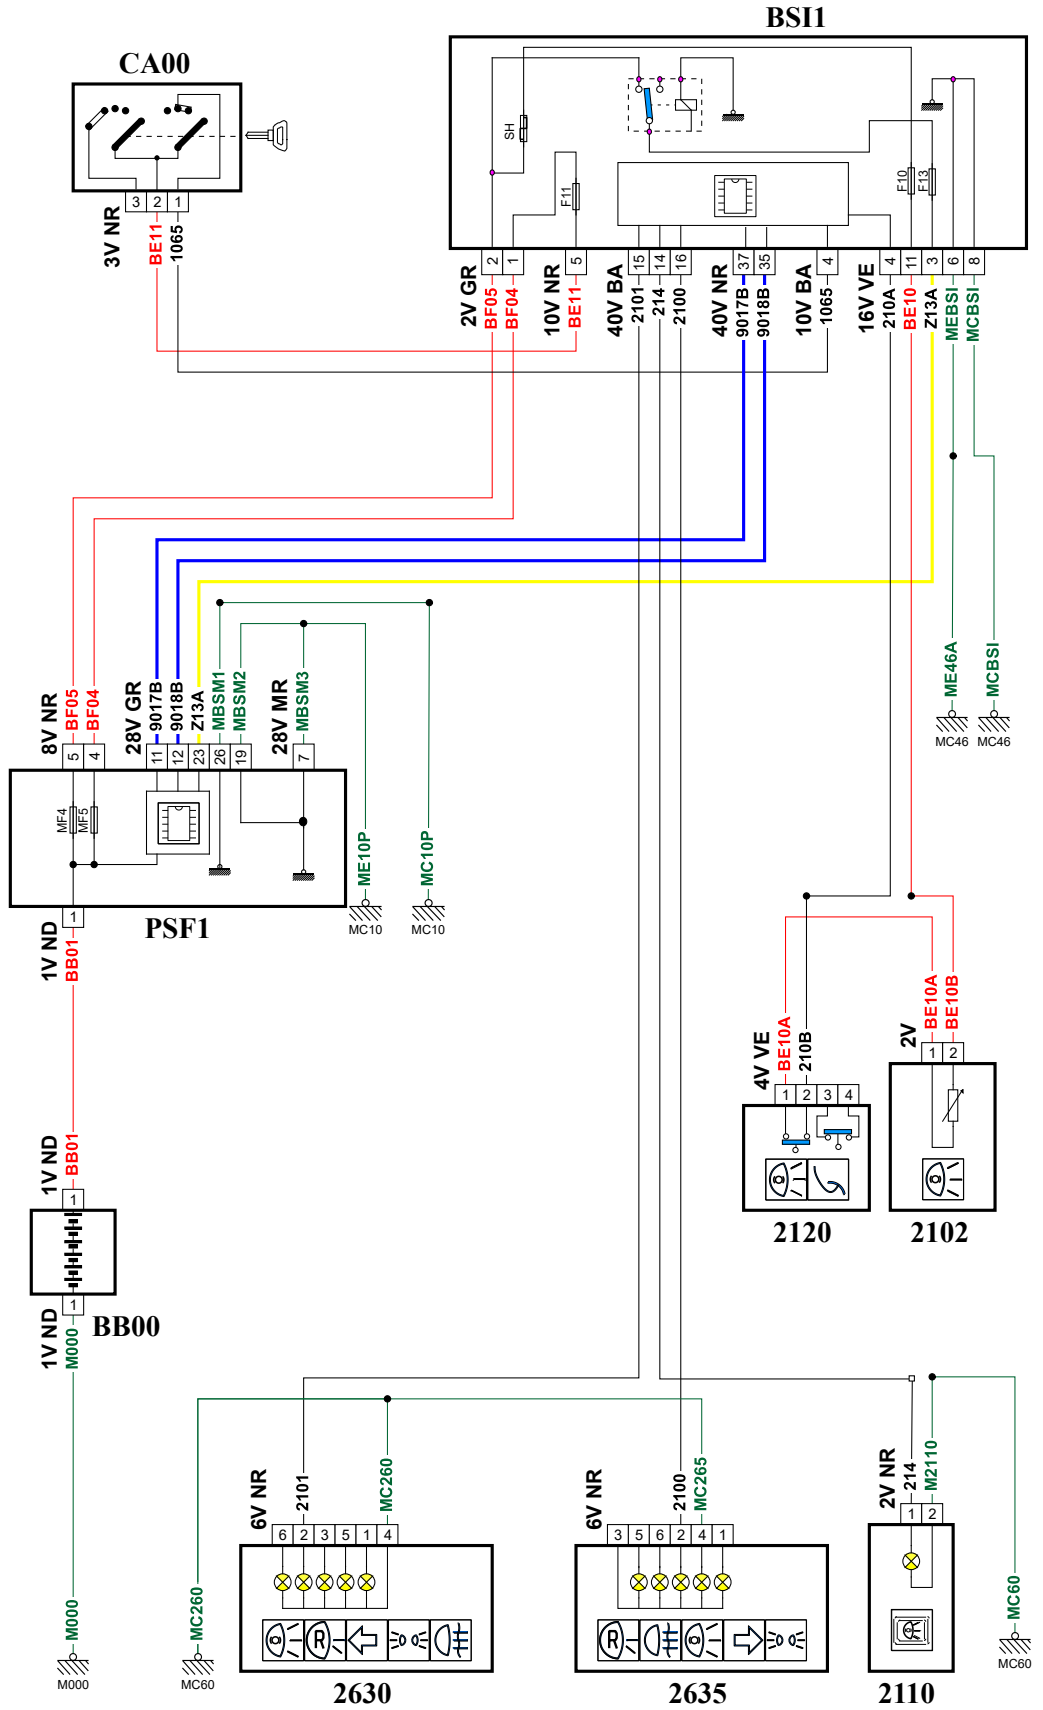 BSI1
CA00
SH
F11
F10
F13
3 2 1
3V NR
BE11
1065
2 1 5 15 14 16 37 35 4 4 11 3 6 8
2V GR
BF05
BF04
10V NR
BE11
40V BA
2101
214
2100
40V NR
9017B
9018B
10V BA
1065
16V VE
210A
BE10
Z13A
MEBSI
MCBSI
8V NR
BF05
BF04
28V GR
9017B
9018B
Z13A
MBSM1
MBSM2
28V MR
MBSM3
ME46A
MCBSI
MC46 MC46
5 4 11 12 23 26 19 7
MF4
MF5
ME10P
MC10P
MC10 MC10
1
PSF1
1V ND
BB01
4V VE
BE10A
210B
2V
BE10A
BE10B
1 2
1 2 3 4
2120 2102
1V ND
BB01
1
1
BB00
1V ND
M000
6V NR
2101
MC260
6V NR
2100
MC265
2V NR
214
M2110
6 2 3 5 1 4
3 5 6 2 4 1
1 2
M000
MC260
MC60
M000 MC60 MC60
R
R
2630 2635 2110